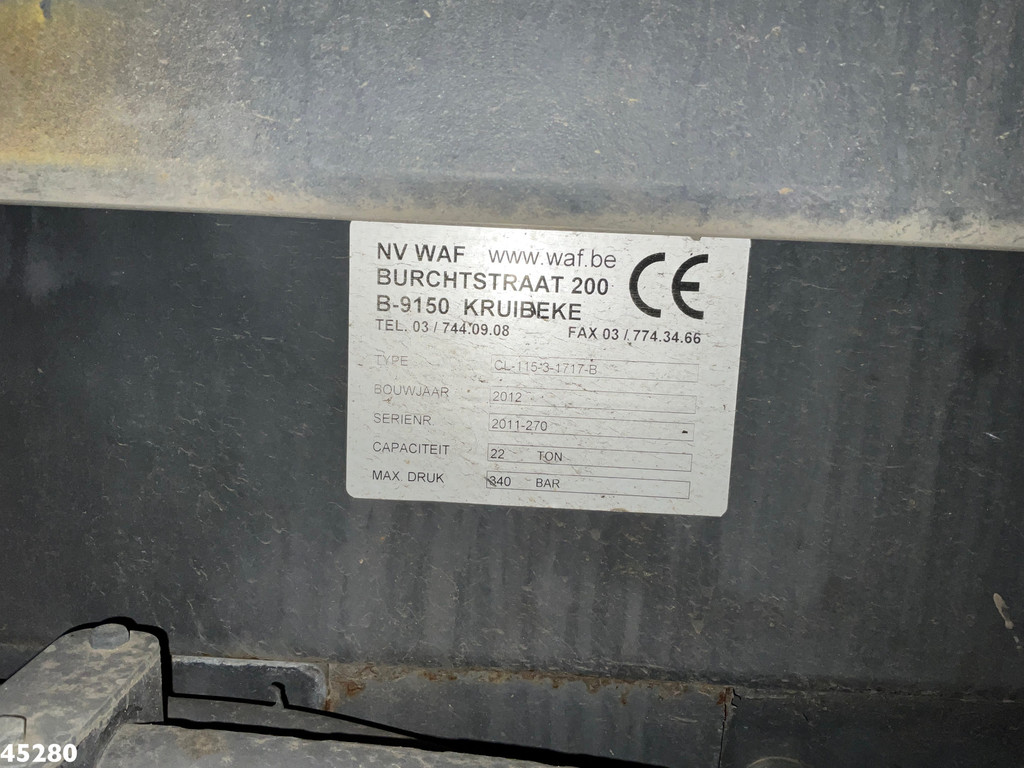 NV WAF www.waf.be
BURCHTSTRAAT 200
B-9150 KRUIBEKE
CE
TEL. 03 / 744.09.08 FAX 03 / 774.34.66
TYPE CL-115-3-1717-B
BOUWJAAR 2012
SERIENR. 2011-270
CAPACITEIT 22 TON
MAX. DRUK 340 BAR
45280